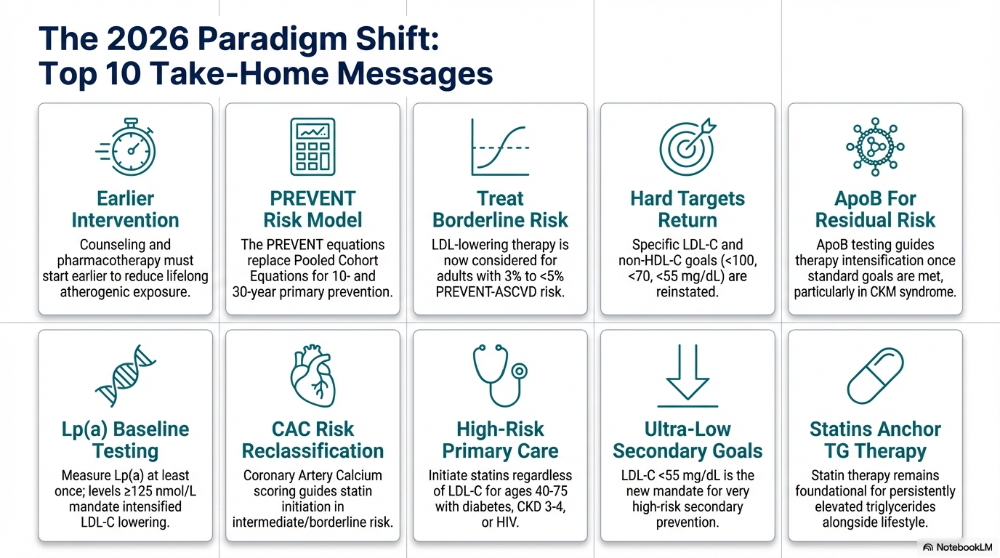 The 2026 Paradigm Shift:
Top 10 Take-Home Messages
Earlier
Intervention
Counseling and
pharmacotherapy must
start earlier to reduce lifelong
atherogenic exposure.
PREVENT
Risk Model
The PREVENT equations
replace Pooled Cohort
Equations for 10- and
30-year primary prevention.
Treat
Borderline Risk
LDL-lowering therapy is
now considered for
adults with 3% to <5%
PREVENT-ASCVD risk.
Hard Targets
Return
Specific LDL-C and
non-HDL-C goals (<100,
<70, <55 mg/dL) are
reinstated.
ApoB For
Residual Risk
ApoB testing guides
therapy intensification once
standard goals are met,
particularly in CKM syndrome.
Lp(a) Baseline
Testing
Measure Lp(a) at least
once; levels ≥125 nmol/L
mandate intensified
LDL-C lowering.
CAC Risk
Reclassification
Coronary Artery Calcium
scoring guides statin
initiation in
intermediate/borderline risk.
High-Risk
Primary Care
Initiate statins regardless
of LDL-C for ages 40-75
with diabetes, CKD 3-4,
or HIV.
Ultra-Low
Secondary Goals
LDL-C <55 mg/dL is the
new mandate for very
high-risk secondary
prevention.
Statins Anchor
TG Therapy
Statin therapy remains
foundational for persistently
elevated triglycerides
alongside lifestyle.
NotebookLM